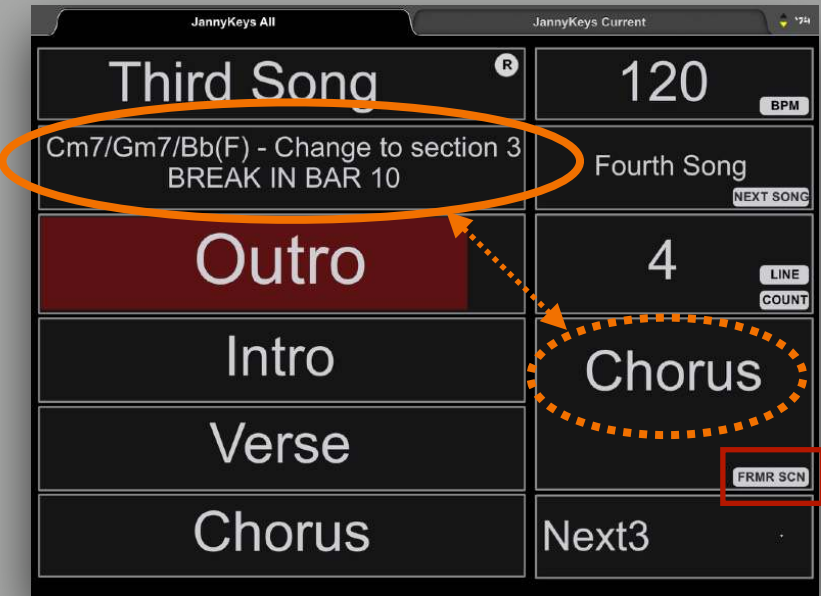 JannyKeys All
JannyKeys Current
'74
Third Song
R
120
BPM
Cm7/Gm7/Bb(F) - Change to section 3
BREAK IN BAR 10
Fourth Song
NEXT SONG
Outro
4
LINE
COUNT
Intro
Chorus
FRMR SCN
Verse
Chorus
Next3